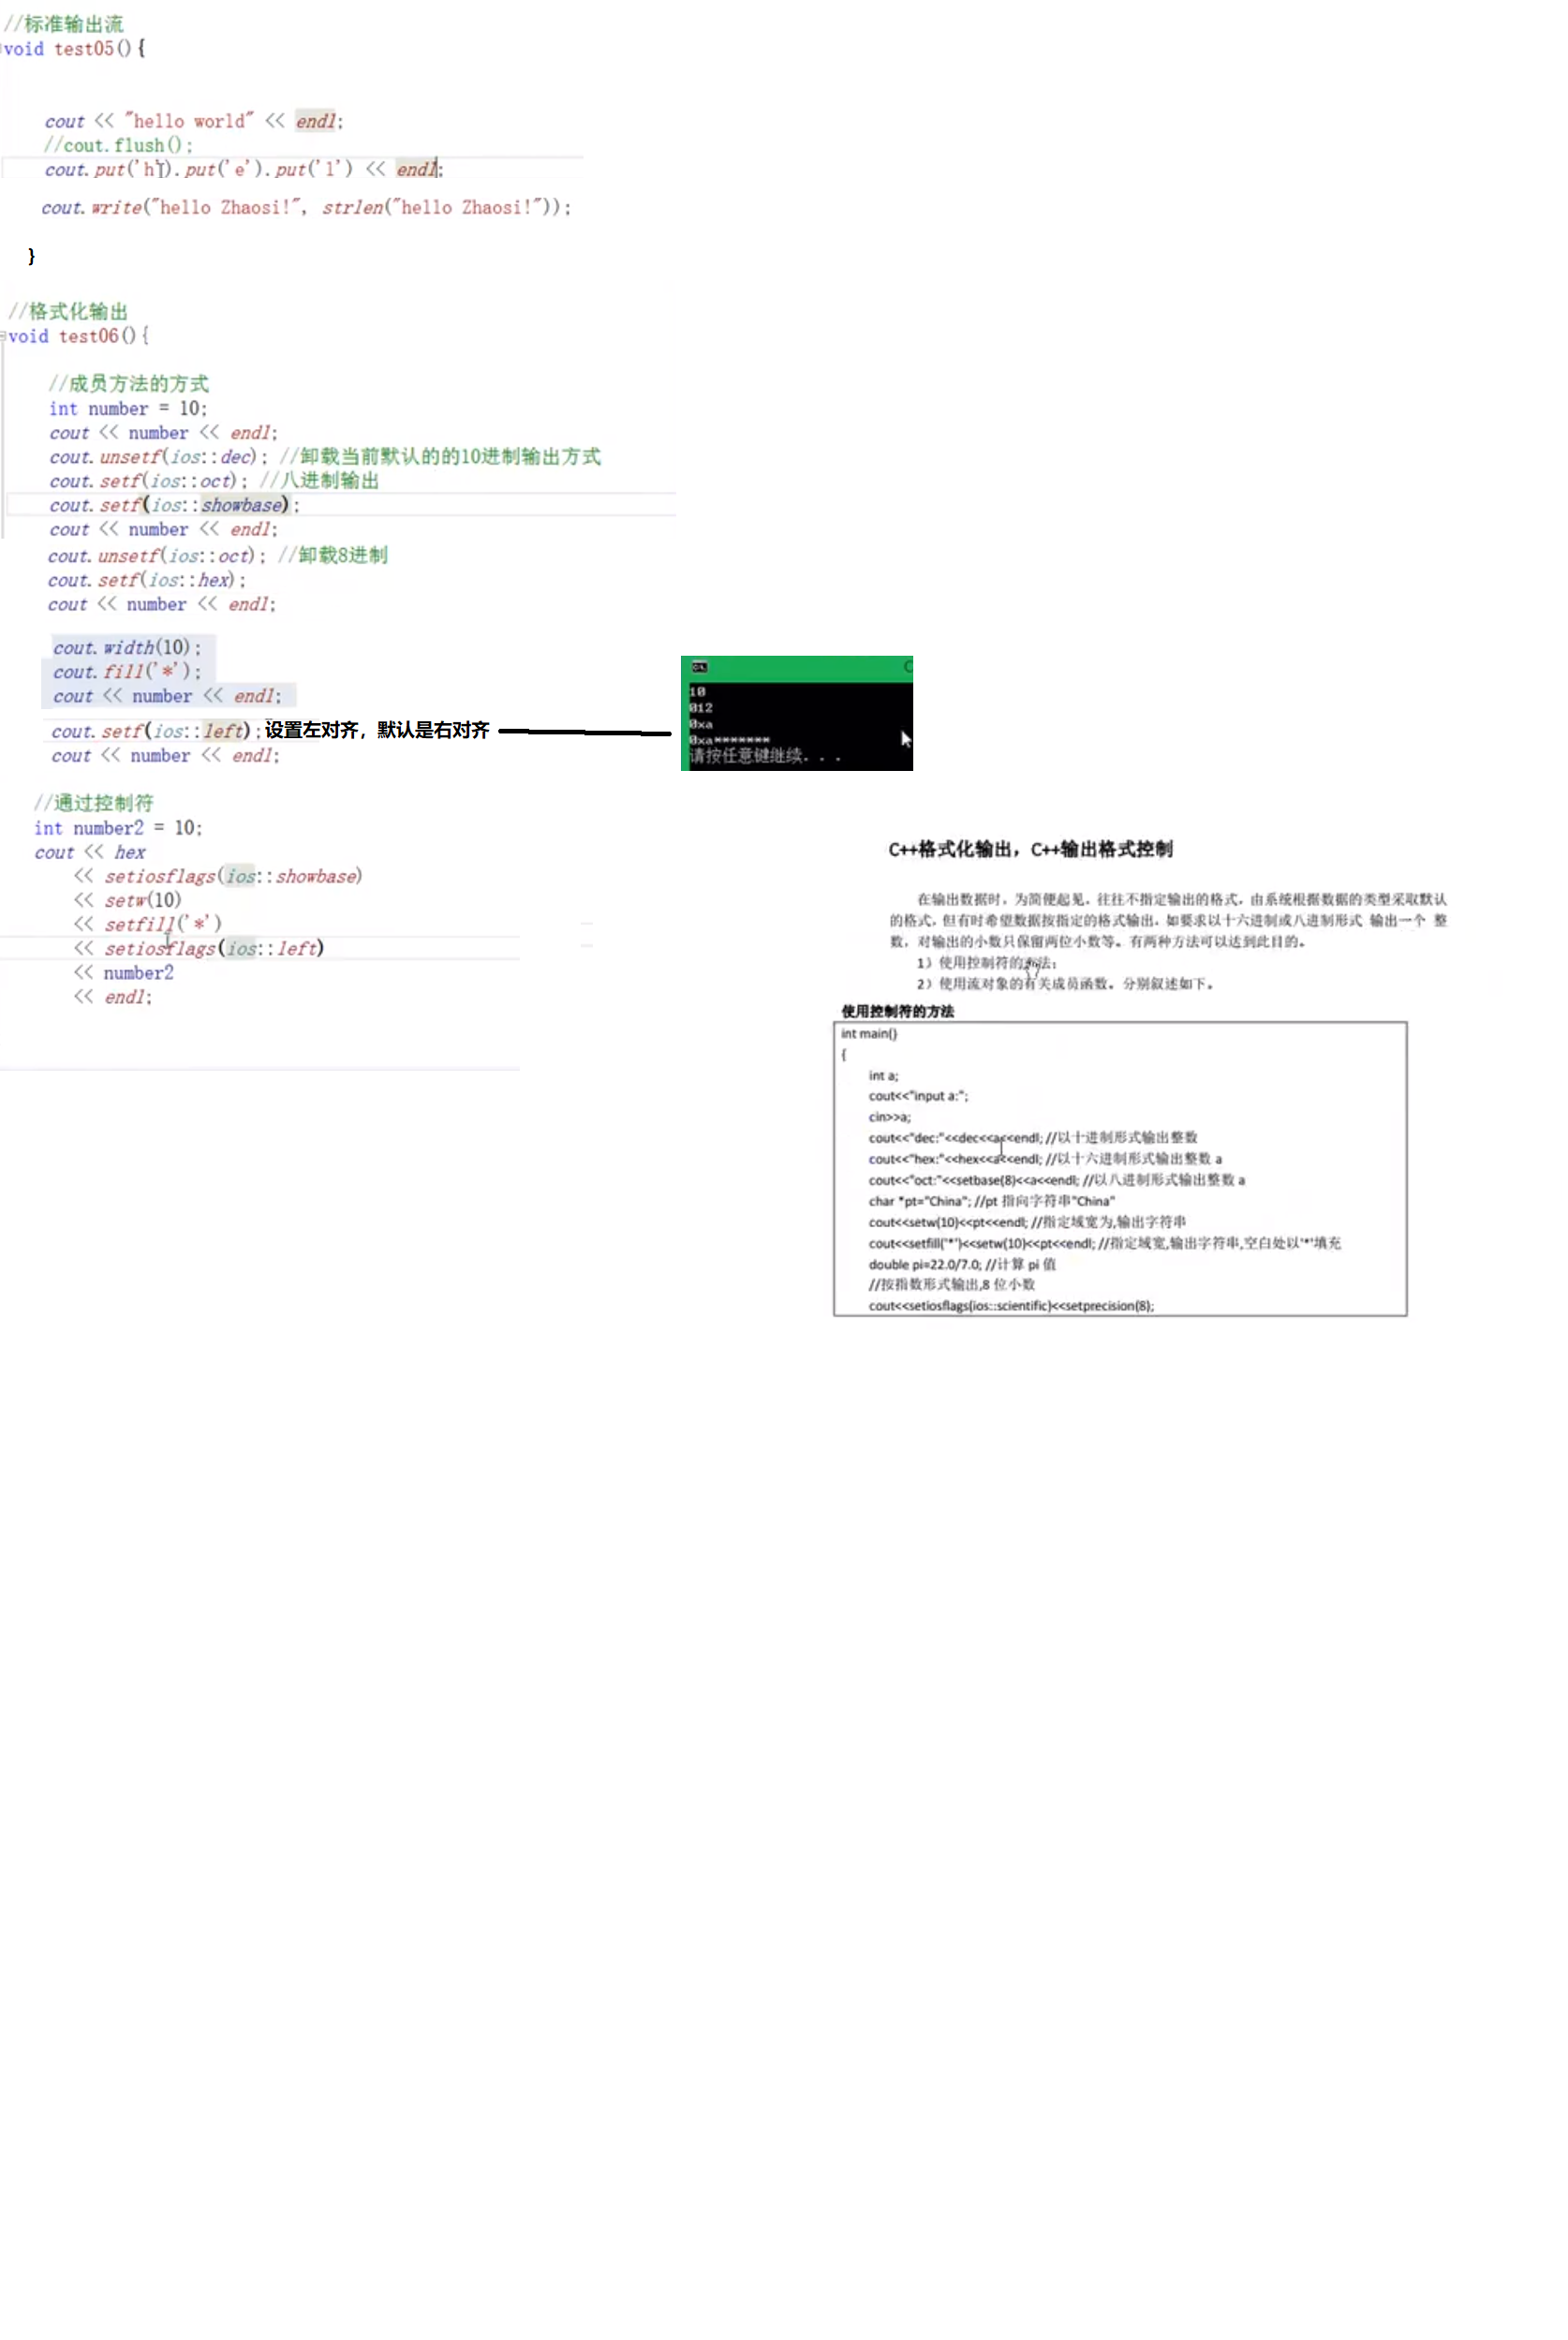 //标准输出流
void test05(){
cout << "hello world" << endl;
//cout.flush();
cout.put('h').put('e').put('l') << endl;
cout.write("hello Zhaosi!", strlen("hello Zhaosi!"));
}
//格式化输出
void test06(){
//成员方法的方式
int number = 10;
cout << number << endl;
cout.unsetf(ios::dec); //卸载当前默认的的10进制输出方式
cout.setf(ios::oct); //八进制输出
cout.setf(ios::showbase);
cout << number << endl;
cout.unsetf(ios::oct); //卸载8进制
cout.setf(ios::hex);
cout << number << endl;
cout.width(10);
cout.fill('*');
cout << number << endl;
cout.setf(ios::left);设置左对齐，默认是右对齐
cout << number << endl;
10
012
0xa
0xa*******
请按任意键继续. . .
//通过控制符
int number2 = 10;
cout << hex
<< setiosflags(ios::showbase)
<< setw(10)
<< setfill('*')
<< setiosflags(ios::left)
<< number2
<< endl;
C++格式化输出，C++输出格式控制
在输出数据时，为简便起见，往往不指定输出的格式，由系统根据数据的类型采取默认
的格式，但有时希望数据按指定的格式输出，如要求以十六进制或八进制形式 输出一个 整
数，对输出的小数只保留两位小数等。有两种方法可以达到此目的。
1）使用控制符的方法；
2）使用流对象的有关成员函数。分别叙述如下。
使用控制符的方法
int main()
{
int a;
cout<<"input a:";
cin>>a;
cout<<"dec:"<<dec<<a<<endl; //以十进制形式输出整数
cout<<"hex:"<<hex<<a<<endl; //以十六进制形式输出整数 a
cout<<"oct:"<<setbase(8)<<a<<endl; //以八进制形式输出整数 a
char *pt="China"; //pt 指向字符串"China"
cout<<setw(10)<<pt<<endl; //指定域宽为,输出字符串
cout<<setfill('*')<<setw(10)<<pt<<endl; //指定域宽,输出字符串,空白处以'*'填充
double pi=22.0/7.0; //计算 pi 值
//按指数形式输出,8 位小数
cout<<setiosflags(ios::scientific)<<setprecision(8);